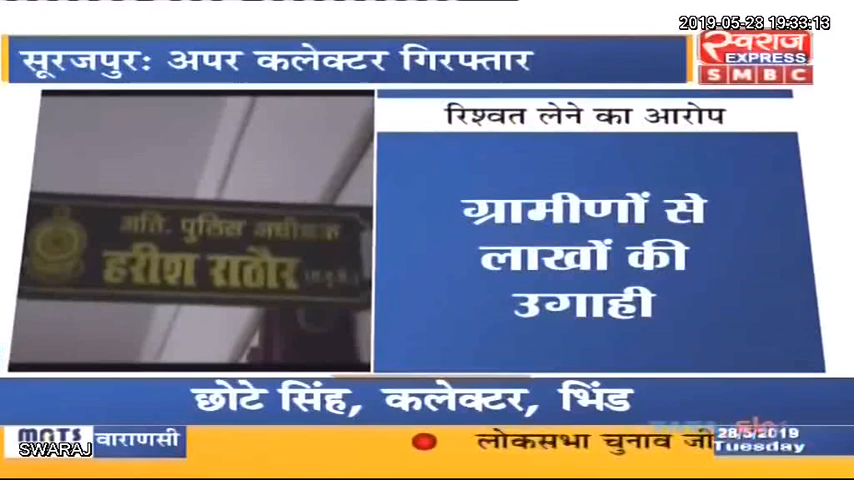 2019-05-28 19:33:13
स्वराज
EXPRESS
SMBC
सूरजपुर: अपर कलेक्टर गिरफ्तार
रिश्वत लेने का आरोप
अति. पुलिस अधीक्षक
हरीश राठौर
ग्रामीणों से
लाखों की
उगाही
छोटे सिंह, कलेक्टर, भिंड
MATS
SWARAJ
वाराणसी
लोकसभा चुनाव जी
28/5/2019
Tuesday